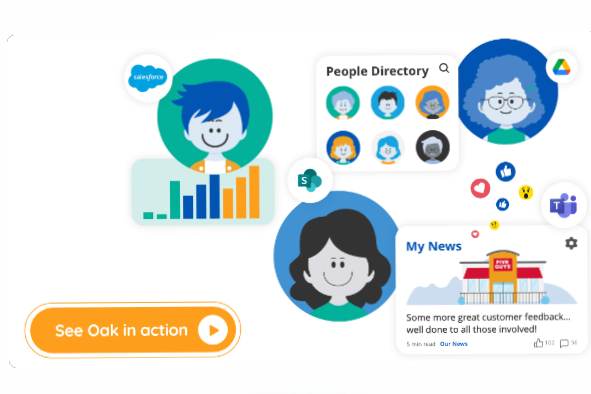 salesforce
People Directory
S
T
My News
FIVE
GUYS
Some more great customer feedback...
well done to all those involved!
5 min read Our News 102 58
See Oak in action